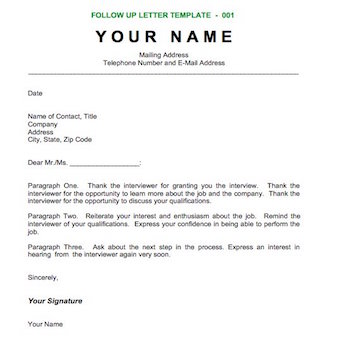 FOLLOW UP LETTER TEMPLATE - 001
YOUR NAME
Mailing Address
Telephone Number and E-Mail Address
Date
Name of Contact, Title
Company
Address
City, State, Zip Code
Dear Mr./Ms. ____________________:
Paragraph One. Thank the interviewer for granting you the interview. Thank the
interviewer for the opportunity to learn more about the job and the company. Thank the
interviewer for the opportunity to discuss your qualifications.
Paragraph Two. Reiterate your interest and enthusiasm about the job. Remind the
interviewer of your qualifications. Express your confidence in being able to perform the
job.
Paragraph Three. Ask about the next step in the process. Express an interest in
hearing from the interviewer again very soon.
Sincerely,
Your Signature
Your Name